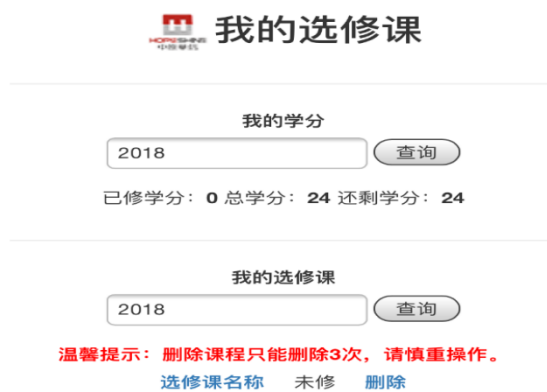 我的选修课
我的学分
2018 查询
已修学分：0 总学分：24 还剩学分：24
我的选修课
2018 查询
温馨提示：删除课程只能删除3次，请慎重操作。
选修课名称 未修 删除